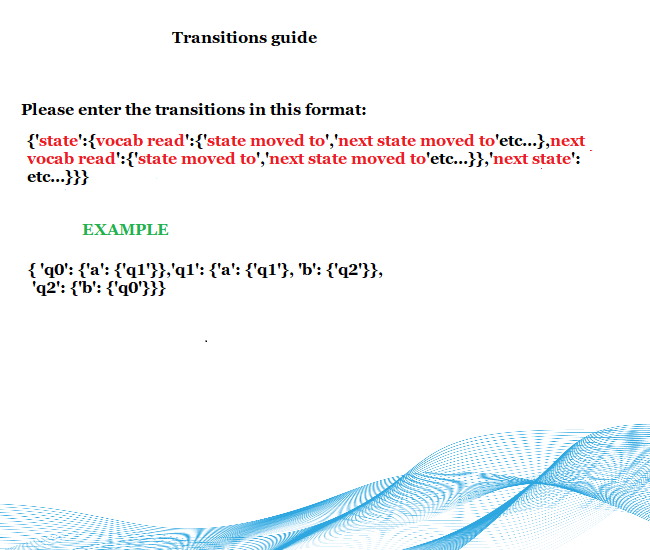 Transitions guide
Please enter the transitions in this format:
{'state':{vocab read':{'state moved to','next state moved to'etc...},next
vocab read':{'state moved to','next state moved to'etc...}},'next state':
etc...}}}
EXAMPLE
{ 'q0': {'a': {'q1'}},'q1': {'a': {'q1'}, 'b': {'q2'}},
'q2': {'b': {'q0'}}}